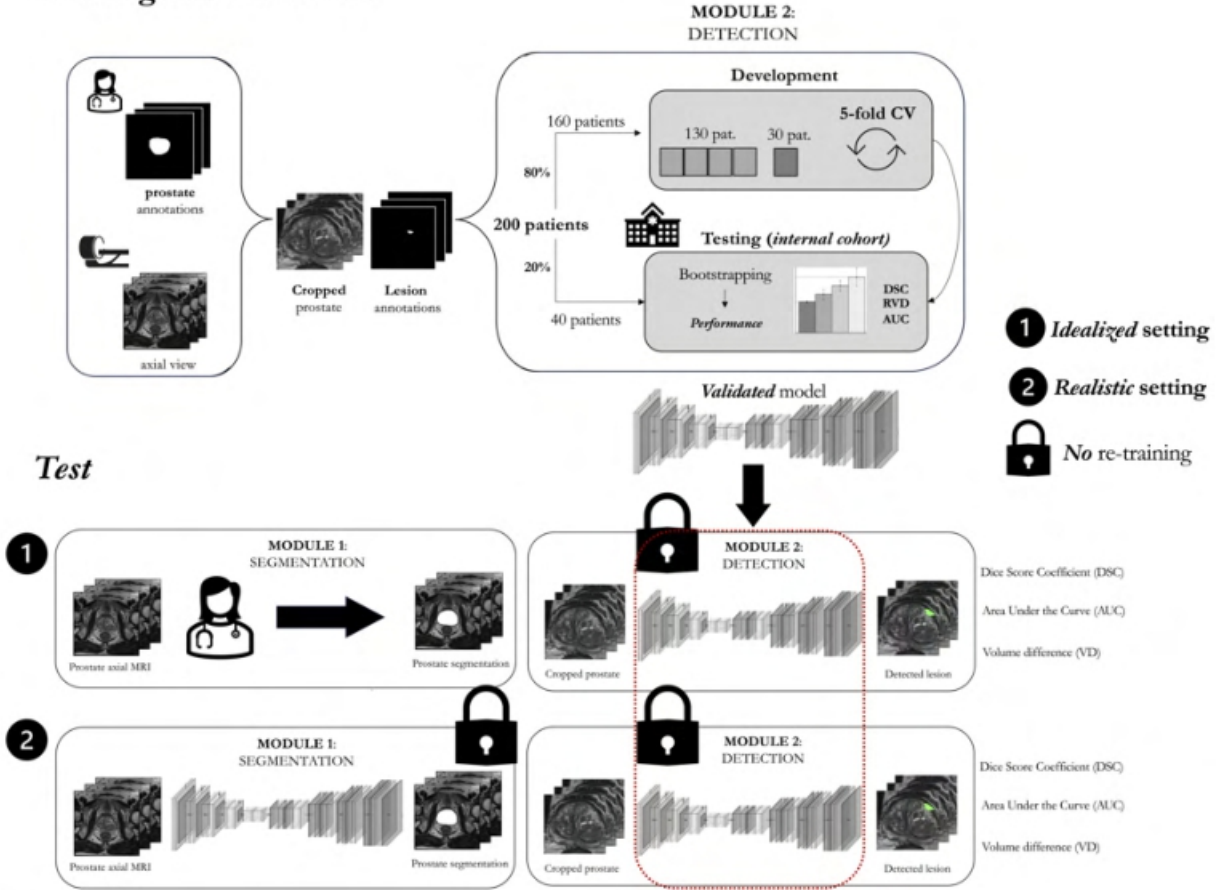 MODULE 2:
DETECTION
prostate
annotations
axial view
Cropped
prostate
Lesion
annotations
200 patients
160 patients
80%
20%
40 patients
Development
130 pat.
30 pat.
5-fold CV
Testing (internal cohort)
Bootstrapping
Performance
DSC
RVD
AUC
1 Idealized setting
2 Realistic setting
No re-training
Validated model
Test
1
MODULE 1:
SEGMENTATION
Prostate axial MRI
Prostate segmentation
MODULE 2:
DETECTION
Cropped prostate
Detected lesion
Dice Score Coefficient (DSC)
Area Under the Curve (AUC)
Volume difference (VD)
2
MODULE 1:
SEGMENTATION
Prostate axial MRI
Prostate segmentation
MODULE 2:
DETECTION
Cropped prostate
Detected lesion
Dice Score Coefficient (DSC)
Area Under the Curve (AUC)
Volume difference (VD)